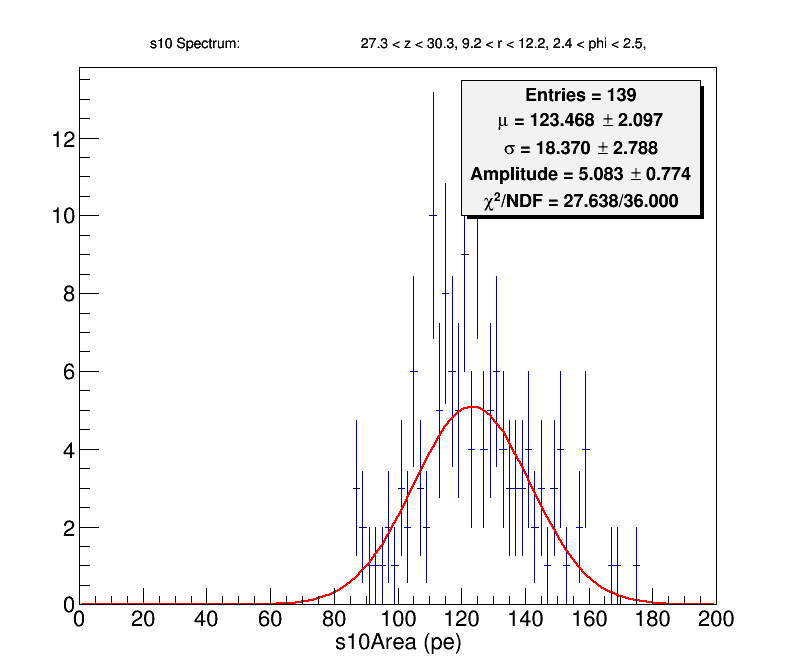 s10 Spectrum: 27.3 < z < 30.3, 9.2 < r < 12.2, 2.4 < phi < 2.5,
Entries = 139
μ = 123.468 ± 2.097
σ = 18.370 ± 2.788
Amplitude = 5.083 ± 0.774
χ²/NDF = 27.638/36.000
12
10
8
6
4
2
0
0 20 40 60 80 100 120 140 160 180 200
s10Area (pe)